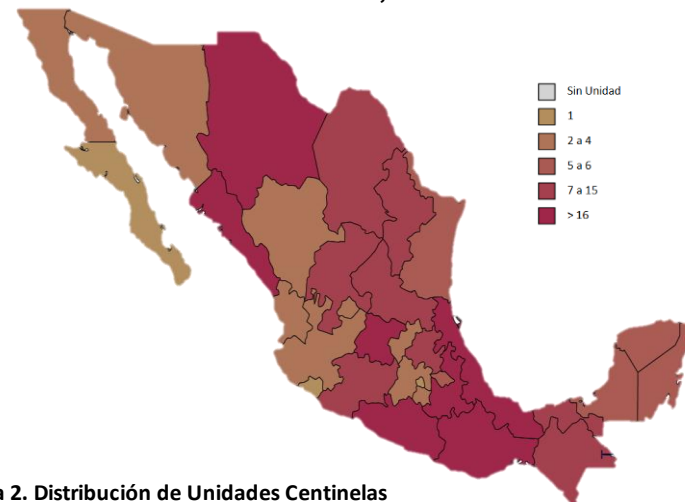 Sin Unidad
1
2 a 4
5 a 6
7 a 15
> 16
a 2. Distribución de Unidades Centinelas